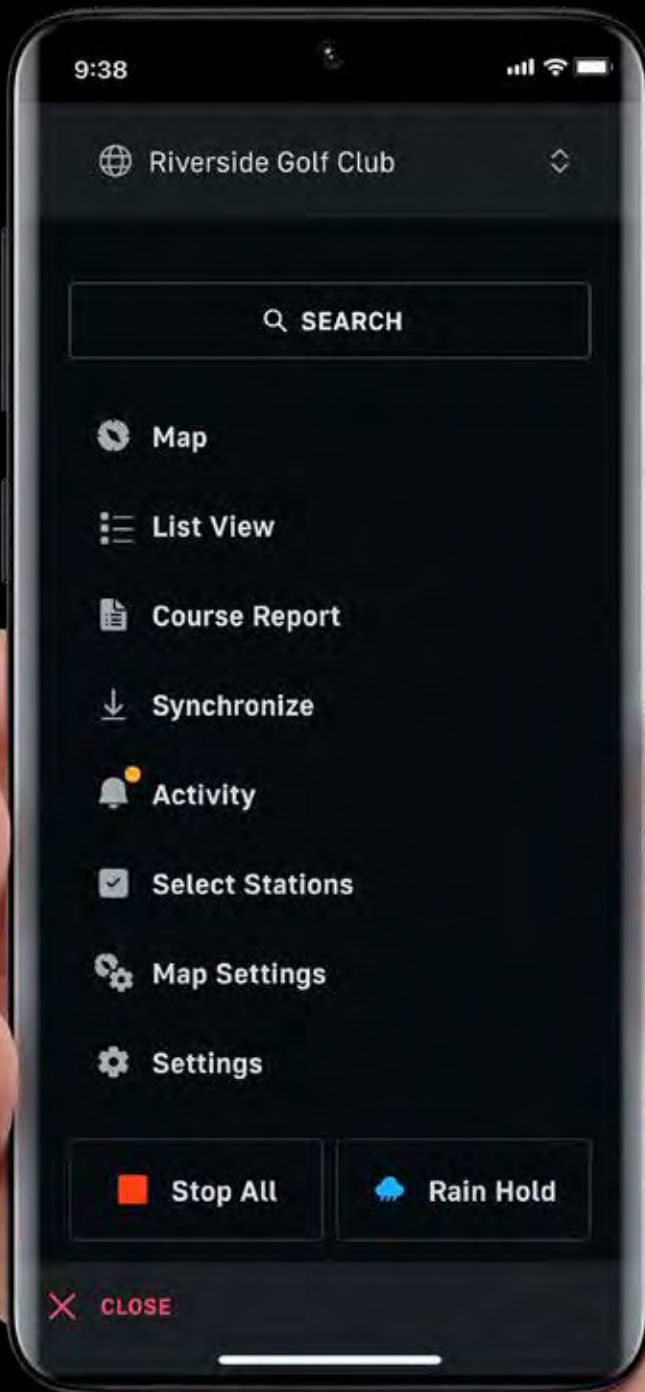 9:38
Riverside Golf Club
SEARCH
Map
List View
Course Report
Synchronize
Activity
Select Stations
Map Settings
Settings
Stop All
Rain Hold
CLOSE